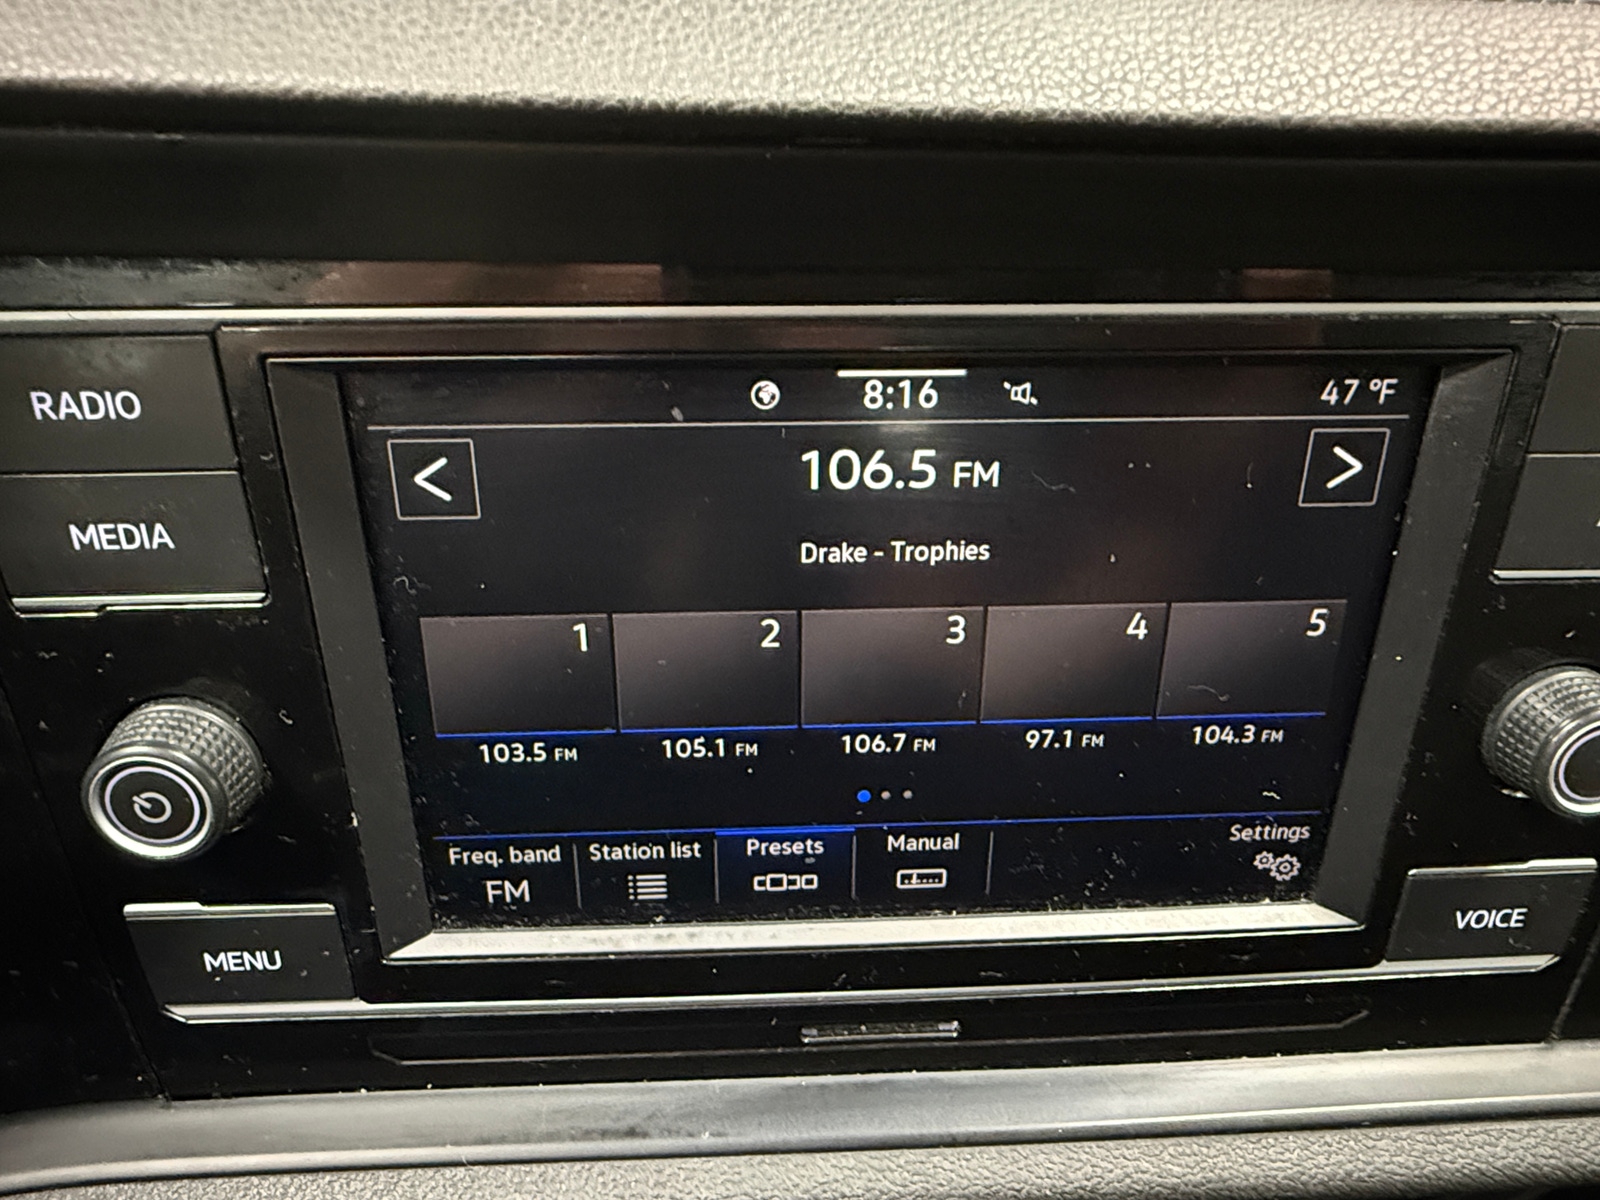 RADIO
MEDIA
MENU
8:16
47 °F
<
106.5 FM
>
Drake - Trophies
1 2 3 4 5
103.5 FM 105.1 FM 106.7 FM 97.1 FM 104.3 FM
Freq. band Station list Presets Manual Settings
FM
VOICE